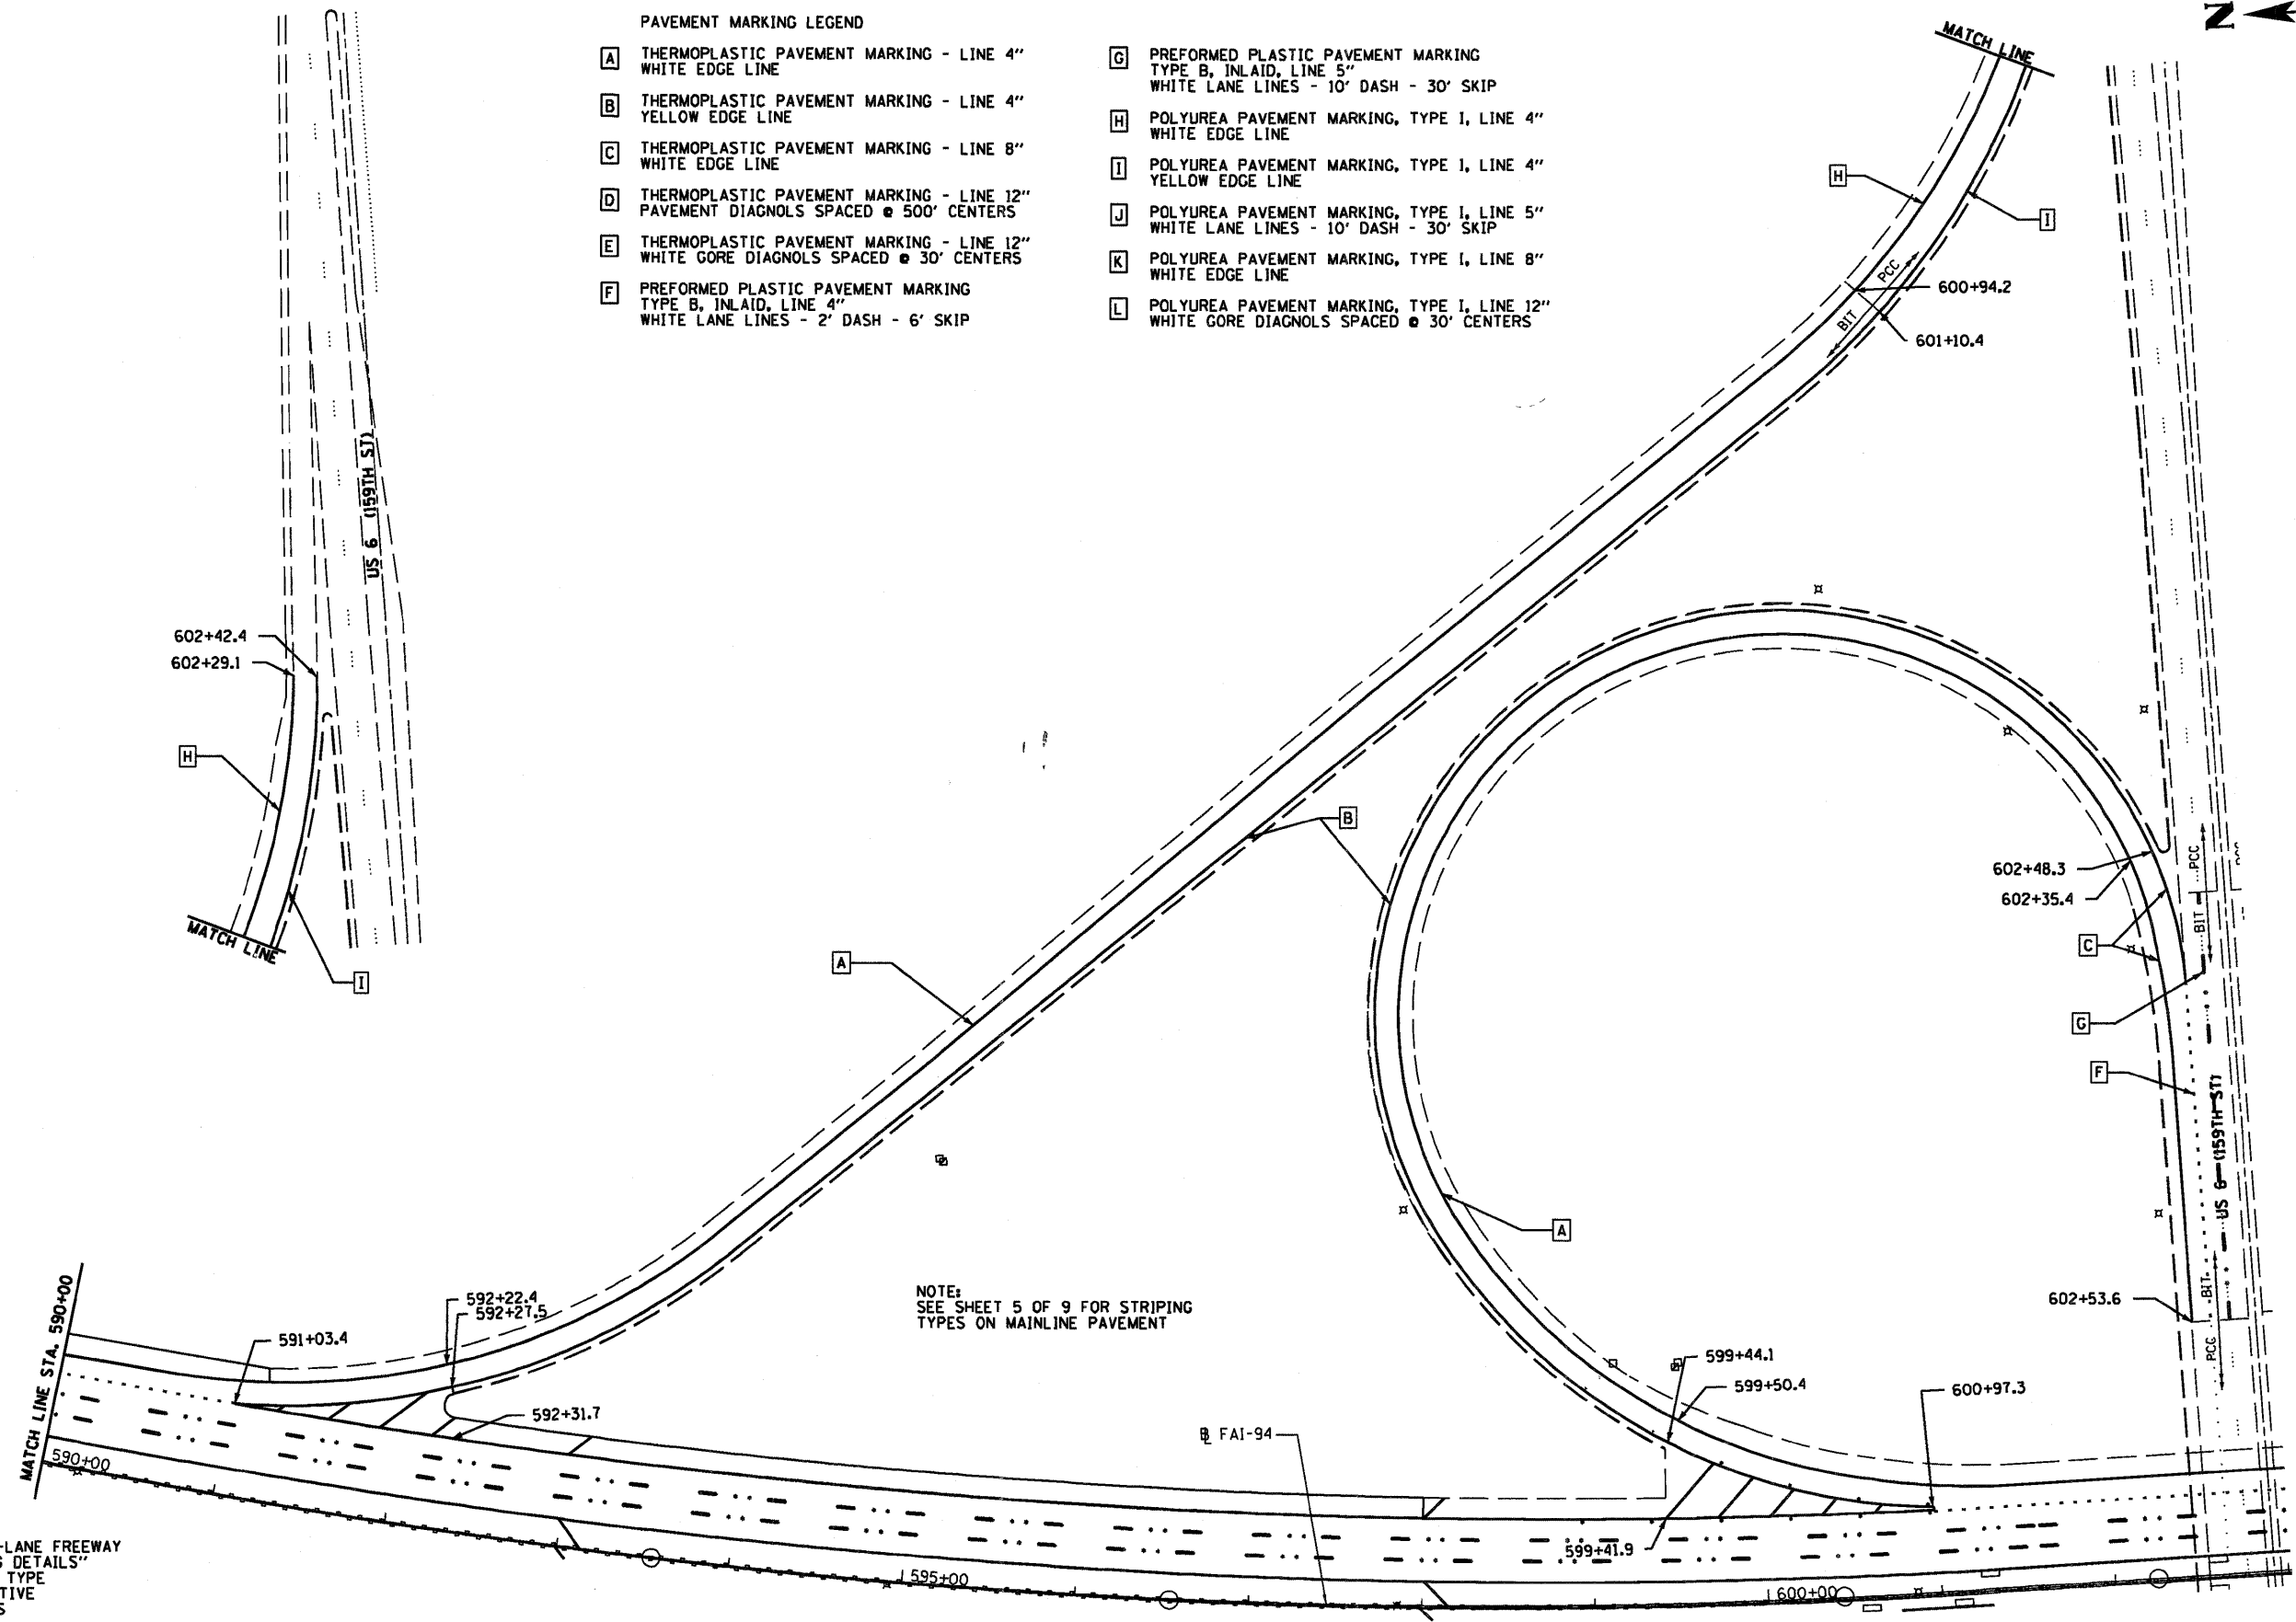 PAVEMENT MARKING LEGEND
A THERMOPLASTIC PAVEMENT MARKING - LINE 4"
WHITE EDGE LINE
B THERMOPLASTIC PAVEMENT MARKING - LINE 4"
YELLOW EDGE LINE
C THERMOPLASTIC PAVEMENT MARKING - LINE 8"
WHITE EDGE LINE
D THERMOPLASTIC PAVEMENT MARKING - LINE 12"
PAVEMENT DIAGNOLS SPACED @ 500' CENTERS
E THERMOPLASTIC PAVEMENT MARKING - LINE 12"
WHITE GORE DIAGNOLS SPACED @ 30' CENTERS
F PREFORMED PLASTIC PAVEMENT MARKING
TYPE B, INLAID, LINE 4"
WHITE LANE LINES - 2' DASH - 6' SKIP
G PREFORMED PLASTIC PAVEMENT MARKING
TYPE B, INLAID, LINE 5"
WHITE LANE LINES - 10' DASH - 30' SKIP
H POLYUREA PAVEMENT MARKING, TYPE I, LINE 4"
WHITE EDGE LINE
I POLYUREA PAVEMENT MARKING, TYPE I, LINE 4"
YELLOW EDGE LINE
J POLYUREA PAVEMENT MARKING, TYPE I, LINE 5"
WHITE LANE LINES - 10' DASH - 30' SKIP
K POLYUREA PAVEMENT MARKING, TYPE I, LINE 8"
WHITE EDGE LINE
L POLYUREA PAVEMENT MARKING, TYPE I, LINE 12"
WHITE GORE DIAGNOLS SPACED @ 30' CENTERS
N
MATCH LINE
H
I
PCC
BIT
600+94.2
601+10.4
US 6 (159TH ST)
602+42.4
602+29.1
H
MATCH LINE
I
B
A
A
602+48.3
602+35.4
PCC
BIT
C
G
F
US 6 (159TH ST)
602+53.6
BIT
PCC
MATCH LINE STA. 590+00
592+22.4
592+27.5
591+03.4
592+31.7
NOTE:
SEE SHEET 5 OF 9 FOR STRIPING
TYPES ON MAINLINE PAVEMENT
599+44.1
599+50.4
600+97.3
599+41.9
B FAI-94
590+00
595+00
600+00
-LANE FREEWAY
DETAILS"
TYPE
TIVE